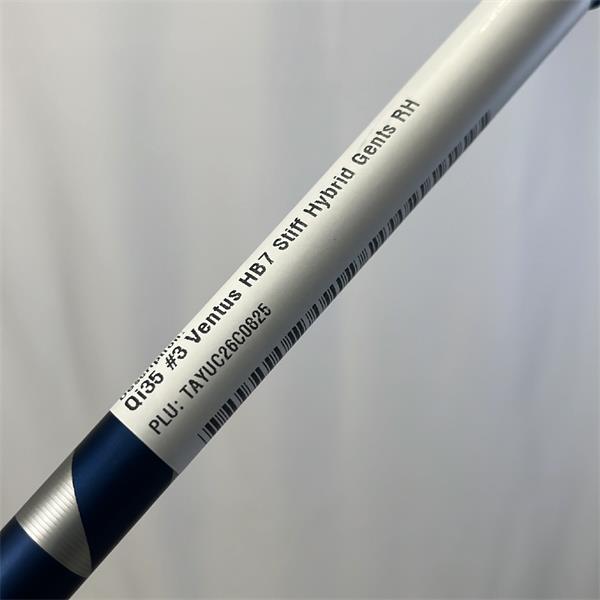 Qi35 #3 Ventus HB7 Stiff Hybrid Gents RH
PLU: TAYUC26C0825